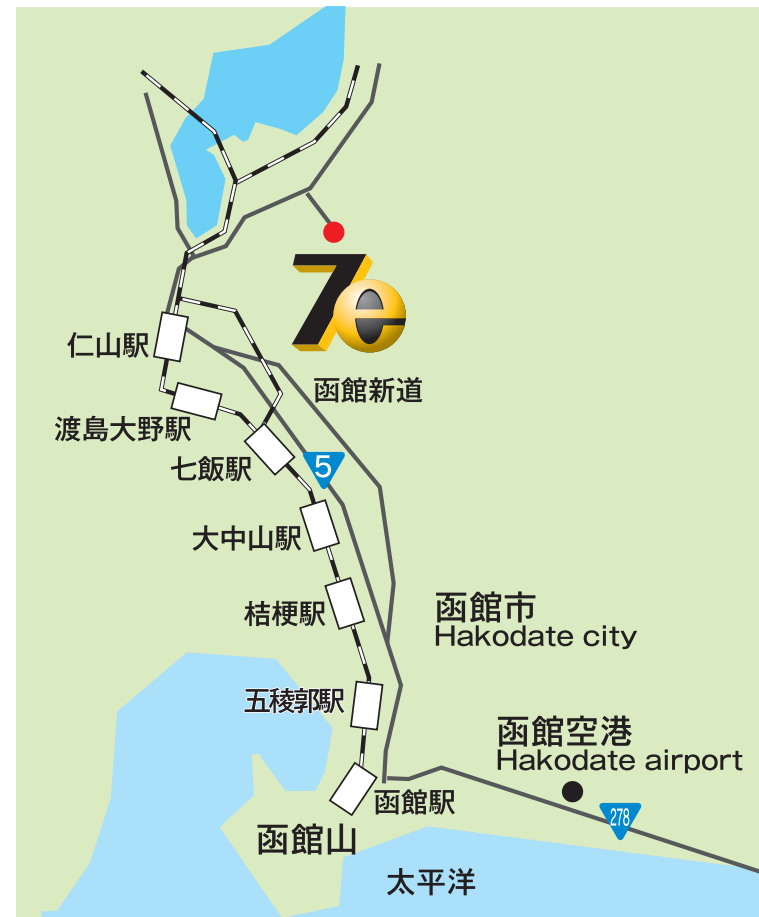 7e
仁山駅
函館新道
渡島大野駅
七飯駅
5
大中山駅
桔梗駅
函館市
Hakodate city
五稜郭駅
函館空港
Hakodate airport
函館駅
278
函館山
太平洋